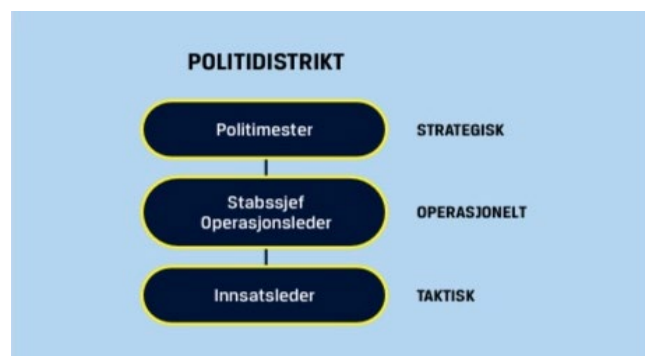 POLITIDISTRIKT
Politimester
STRATEGISK
Stabssjef
Operasjonsleder
OPERASJONELT
Innsatsleder
TAKTISK